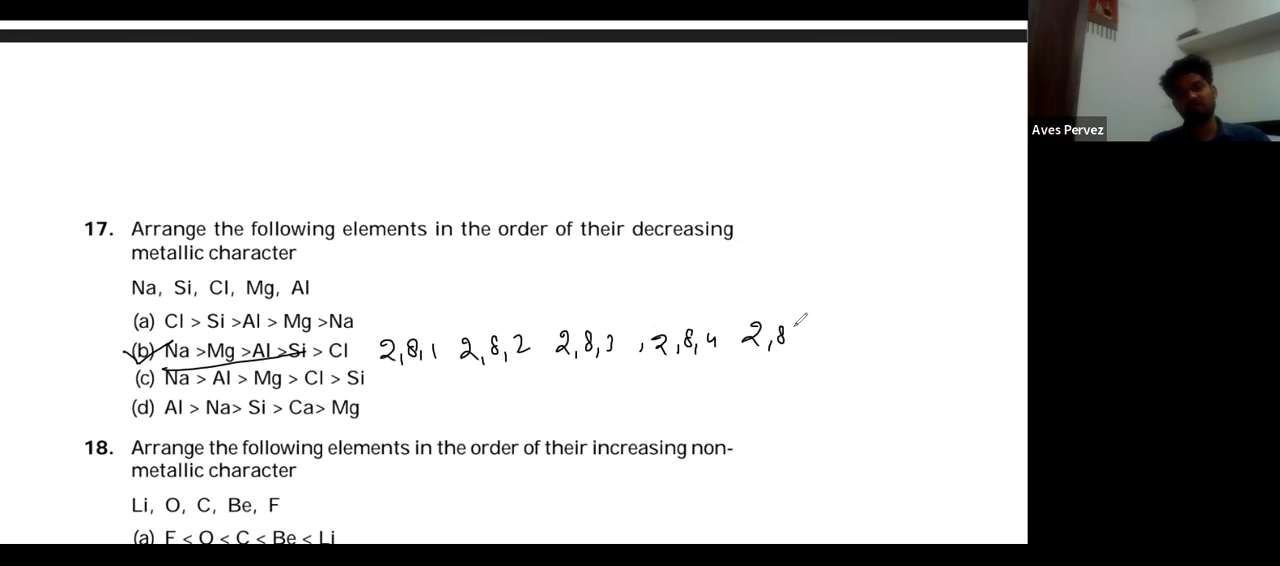 Aves Pervez
17. Arrange the following elements in the order of their decreasing
metallic character
Na, Si, Cl, Mg, Al
(a) Cl > Si >Al > Mg >Na
(b) Na >Mg >Al >Si > Cl 2,8,1 2,8,2 2,8,3 , 2,8,4 2,8
(c) Na > Al > Mg > Cl > Si
(d) Al > Na> Si > Ca> Mg
18. Arrange the following elements in the order of their increasing non-
metallic character
Li, O, C, Be, F
(a) F < O < C < Be < Li